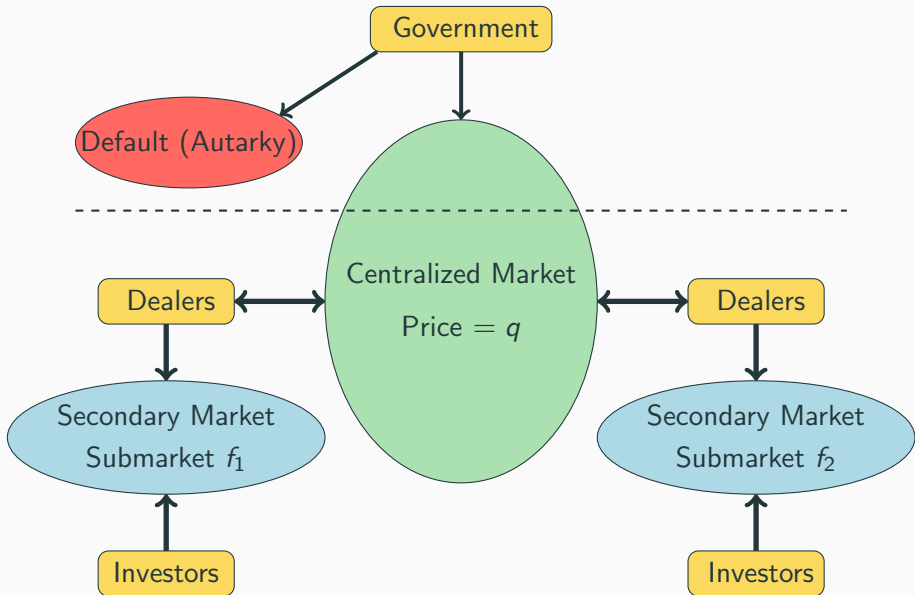 Government
Default (Autarky)
Centralized Market
Price = q
Dealers
Dealers
Secondary Market
Submarket f₁
Secondary Market
Submarket f₂
Investors
Investors